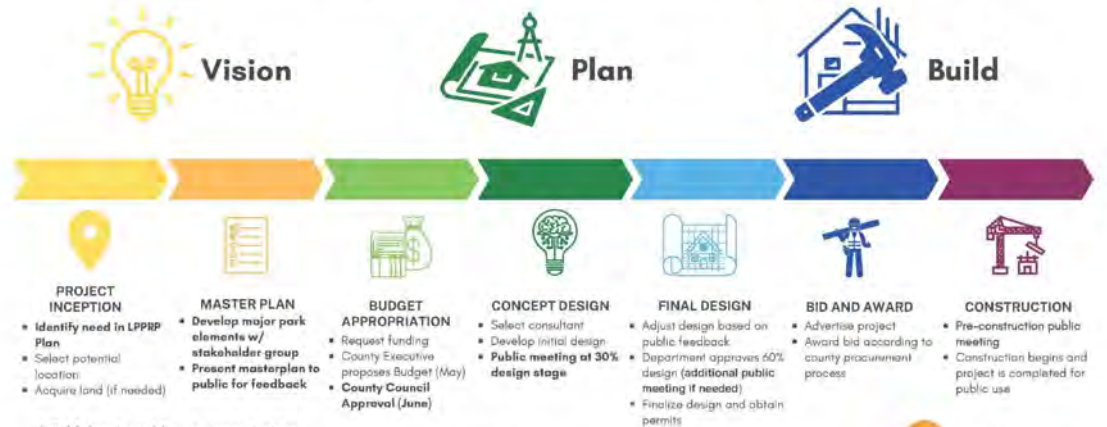 Vision
Plan
Build
PROJECT
INCEPTION
▪ Identify need in LPPRP
Plan
▪ Select potential
location
▪ Acquire land (if needed)
MASTER PLAN
▪ Develop major park
elements w/
stakeholder group
▪ Present masterplan to
public for feedback
BUDGET
APPROPRIATION
▪ Request funding
▪ County Executive
proposes Budget (May)
▪ County Council
Approval (June)
CONCEPT DESIGN
▪ Select consultant
▪ Develop initial design
▪ Public meeting at 30%
design stage
FINAL DESIGN
▪ Adjust design based on
public feedback
▪ Department approves 60%
design (additional public
meeting if needed)
▪ Finalize design and obtain
permits
BID AND AWARD
▪ Advertise project
▪ Award bid according to
county procurement
process
CONSTRUCTION
▪ Pre-construction public
meeting
▪ Construction begins and
project is completed for
public use